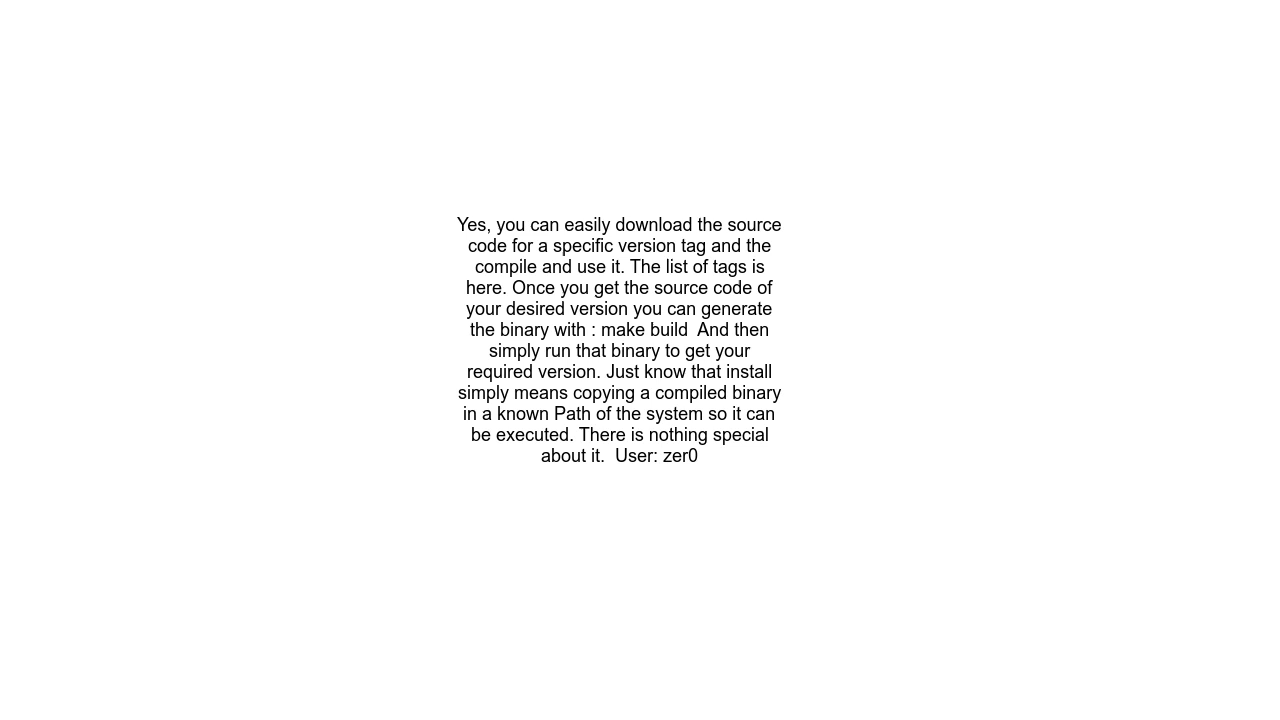 Yes, you can easily download the source
code for a specific version tag and the
compile and use it. The list of tags is
here. Once you get the source code of
your desired version you can generate
the binary with : make build  And then
simply run that binary to get your
required version. Just know that install
simply means copying a compiled binary
in a known Path of the system so it can
be executed. There is nothing special
about it.  User: zer0